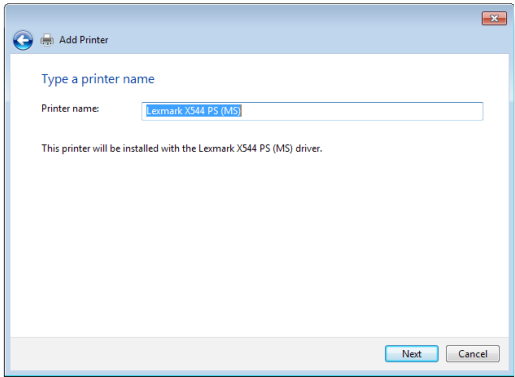 Add Printer
Type a printer name
Printer name: Lexmark X544 PS (MS)
This printer will be installed with the Lexmark X544 PS (MS) driver.
Next Cancel